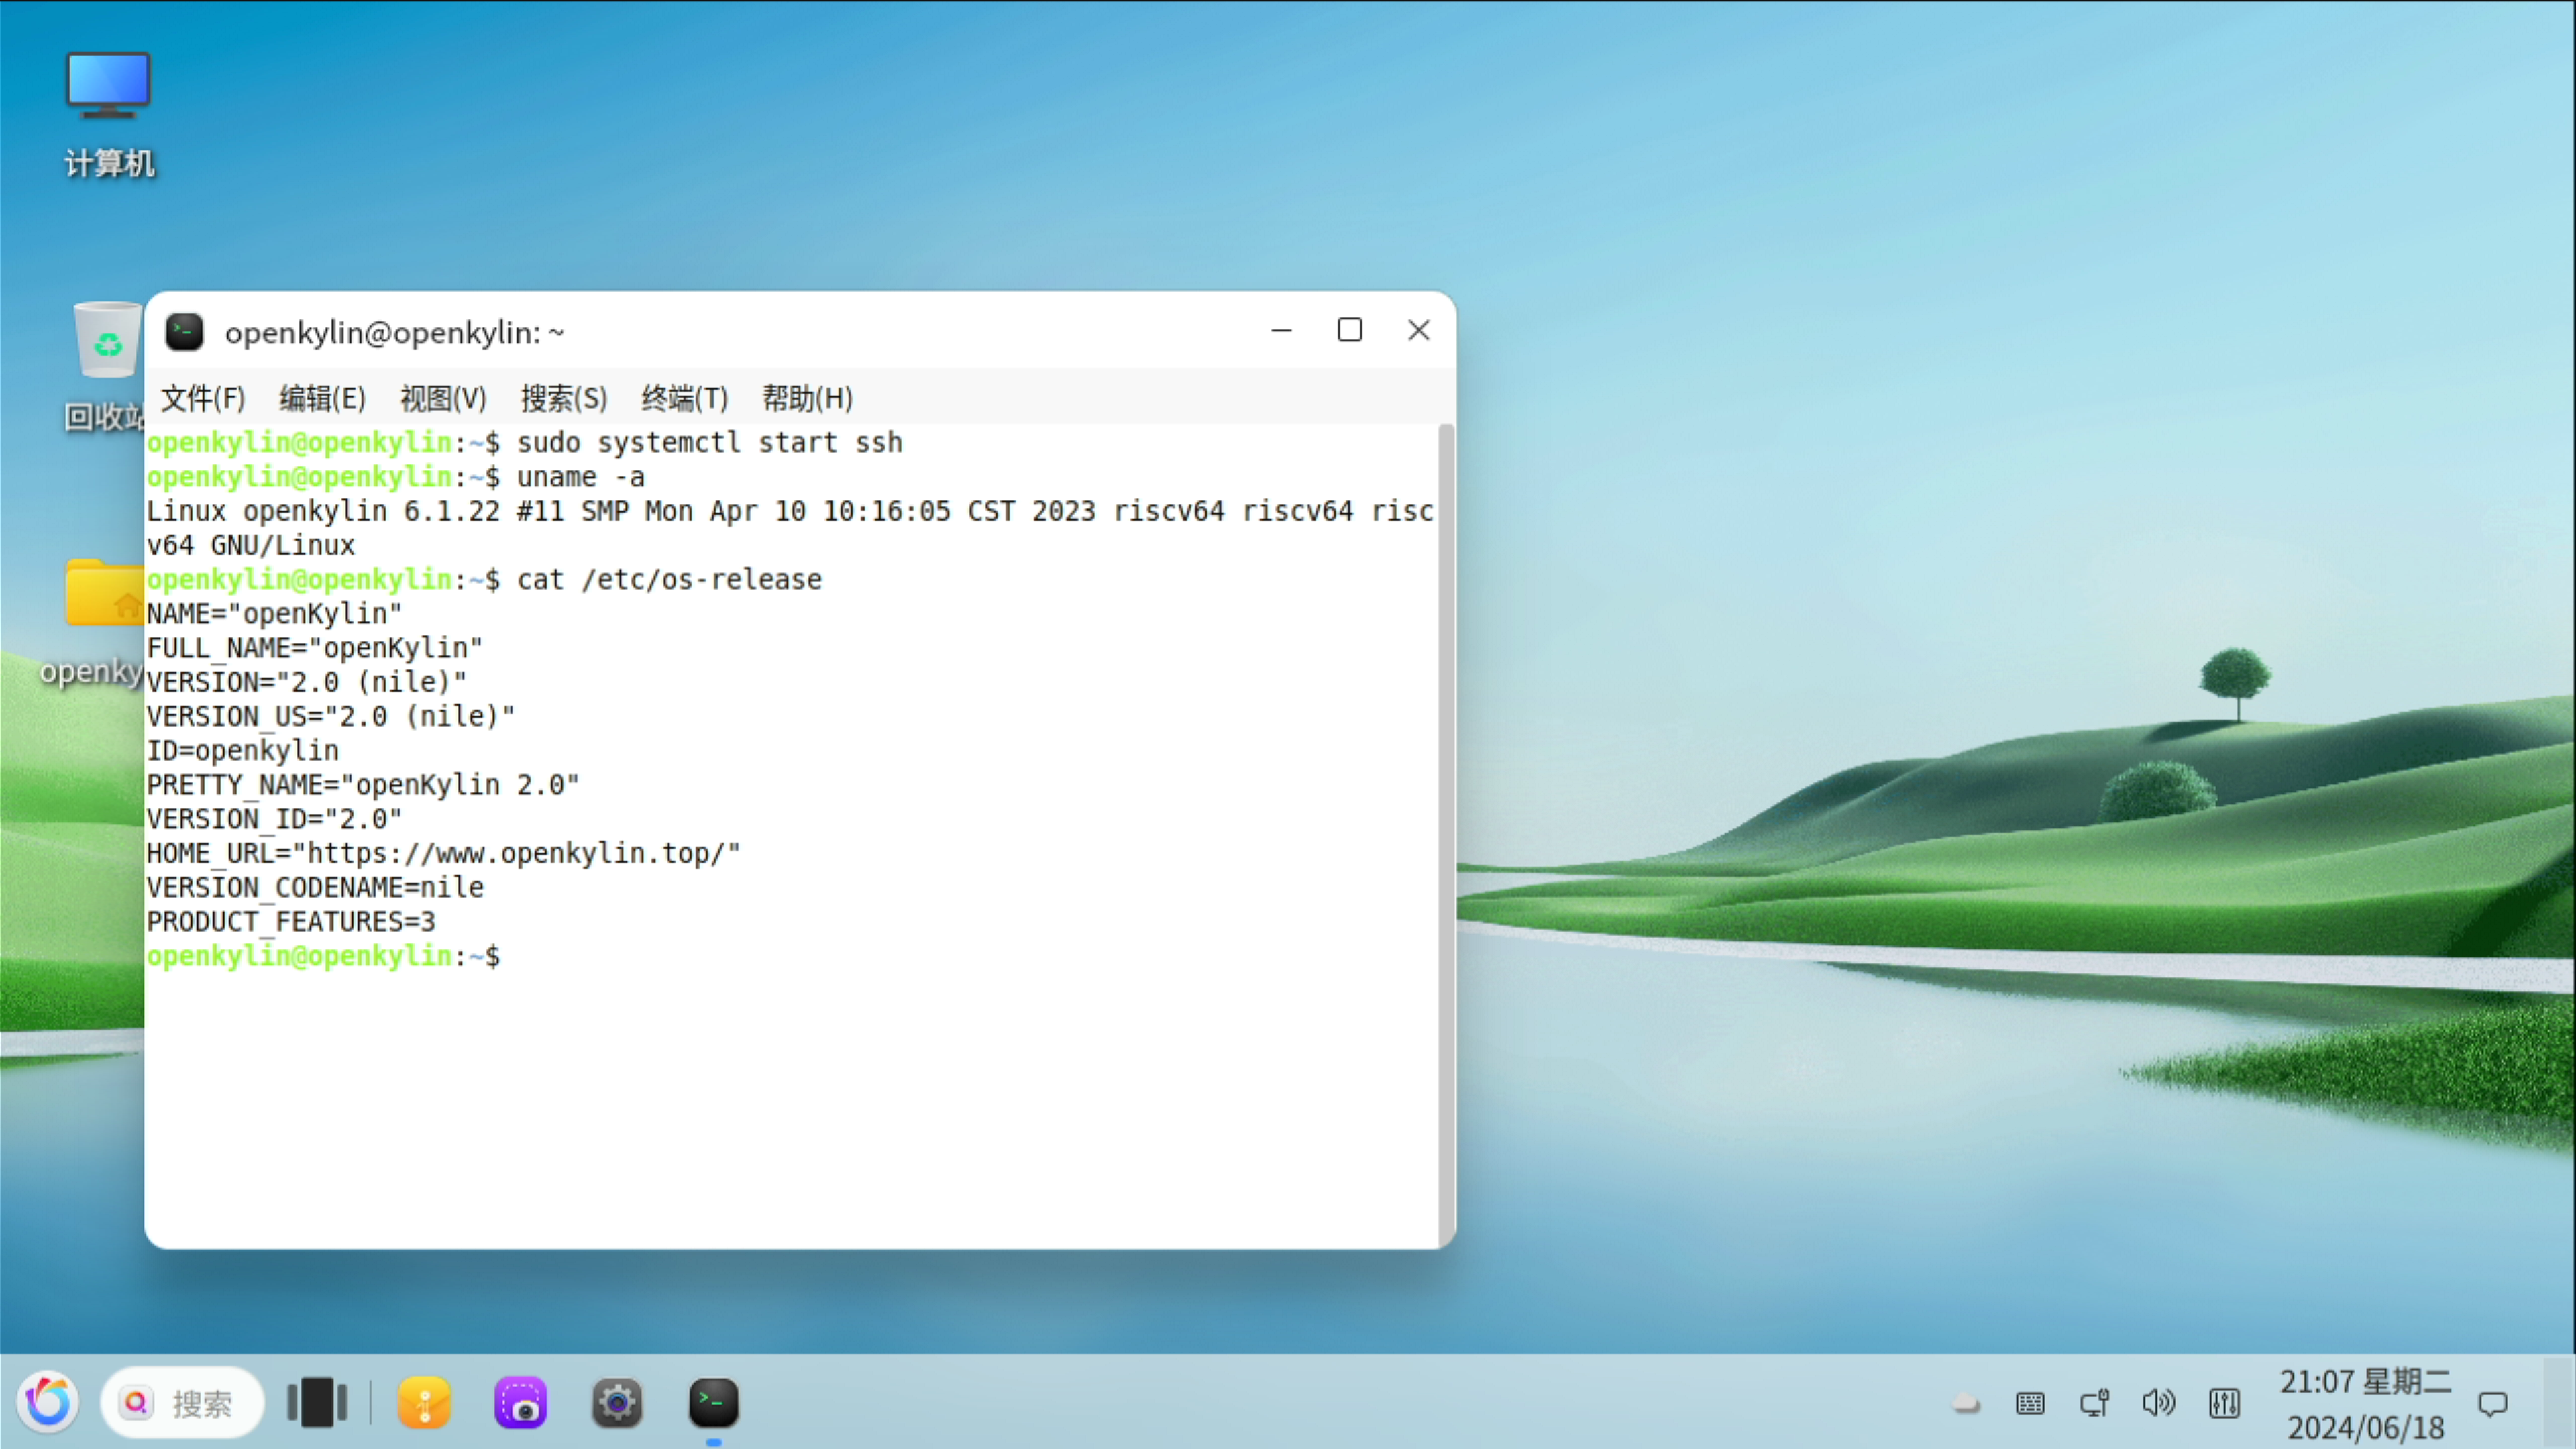 计算机
回收站
openky
openkylin@openkylin: ~
文件(F) 编辑(E) 视图(V) 搜索(S) 终端(T) 帮助(H)
openkylin@openkylin:~$ sudo systemctl start ssh
openkylin@openkylin:~$ uname -a
Linux openkylin 6.1.22 #11 SMP Mon Apr 10 10:16:05 CST 2023 riscv64 riscv64 risc
v64 GNU/Linux
openkylin@openkylin:~$ cat /etc/os-release
NAME="openKylin"
FULL_NAME="openKylin"
VERSION="2.0 (nile)"
VERSION_US="2.0 (nile)"
ID=openkylin
PRETTY_NAME="openKylin 2.0"
VERSION_ID="2.0"
HOME_URL="https://www.openkylin.top/"
VERSION_CODENAME=nile
PRODUCT_FEATURES=3
openkylin@openkylin:~$
搜索
21:07 星期二
2024/06/18